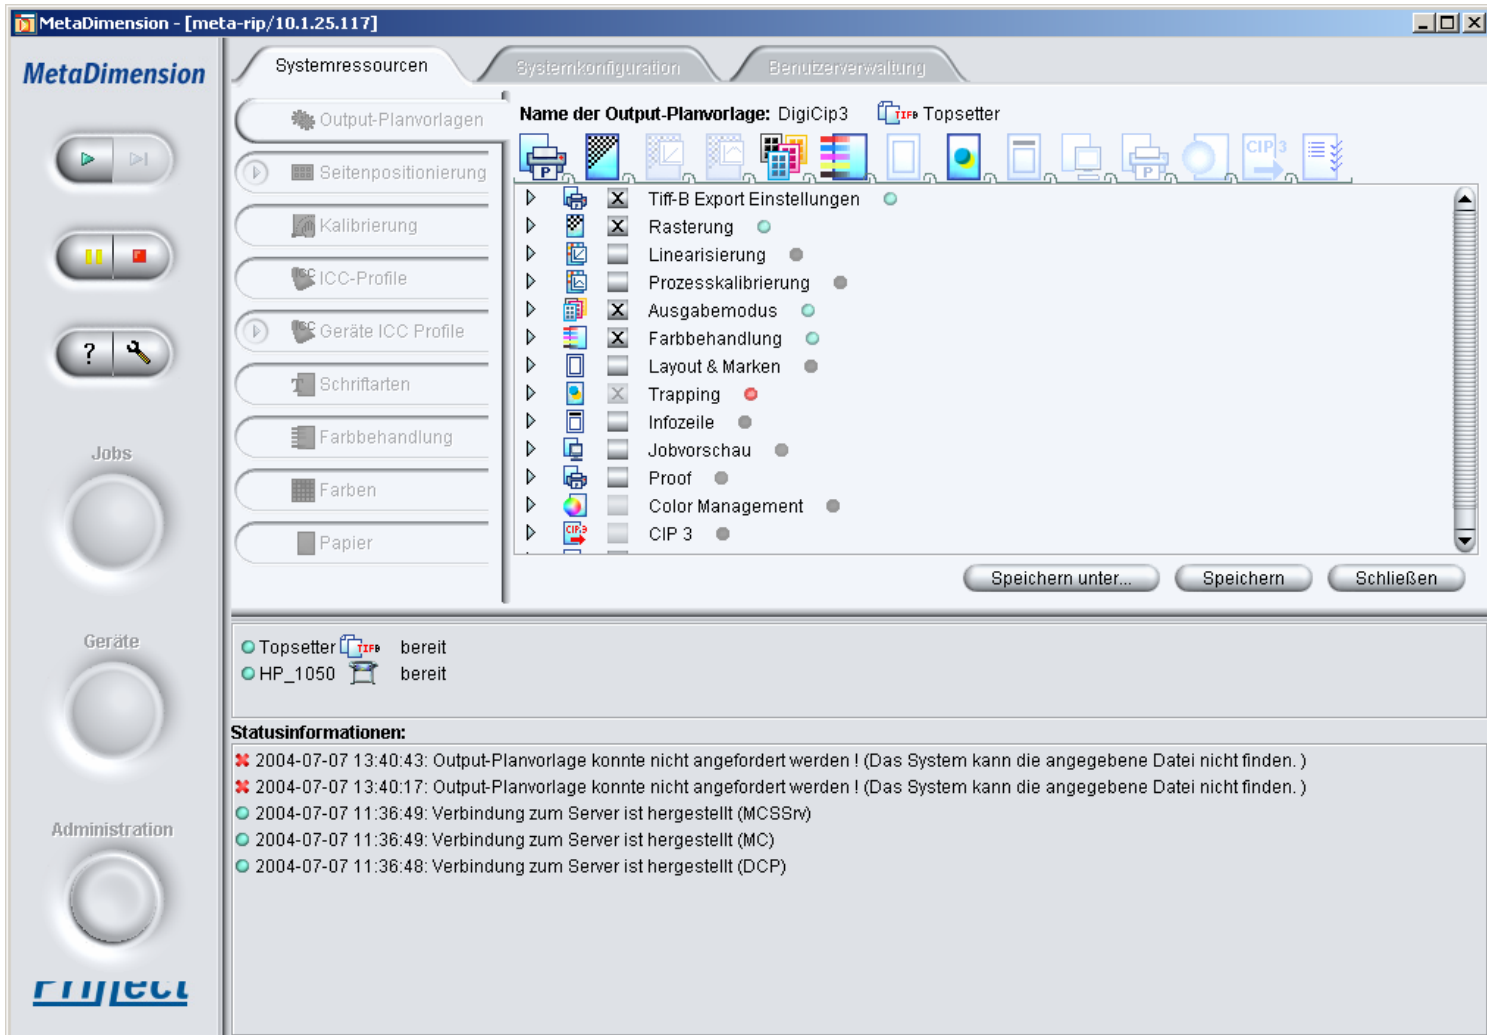 MetaDimension - [meta-rip/10.1.25.117]
MetaDimension
Systemressourcen
Systemkonfiguration
Benutzerverwaltung
Output-Planvorlagen
Seitenpositionierung
Kalibrierung
ICC-Profile
Geräte ICC Profile
Schriftarten
Farbbehandlung
Farben
Papier
Name der Output-Planvorlage: DigiCip3 TIFB Topsetter
P
P
CIP 3
Tiff-B Export Einstellungen
Rasterung
Linearisierung
Prozesskalibrierung
Ausgabemodus
Farbbehandlung
Layout & Marken
Trapping
Infozeile
Jobvorschau
Proof
Color Management
CIP 3
Speichern unter...
Speichern
Schließen
Jobs
Geräte
Administration
Topsetter TIFB bereit
HP_1050 bereit
Statusinformationen:
2004-07-07 13:40:43: Output-Planvorlage konnte nicht angefordert werden ! (Das System kann die angegebene Datei nicht finden. )
2004-07-07 13:40:17: Output-Planvorlage konnte nicht angefordert werden ! (Das System kann die angegebene Datei nicht finden. )
2004-07-07 11:36:49: Verbindung zum Server ist hergestellt (MCSSrv)
2004-07-07 11:36:49: Verbindung zum Server ist hergestellt (MC)
2004-07-07 11:36:48: Verbindung zum Server ist hergestellt (DCP)